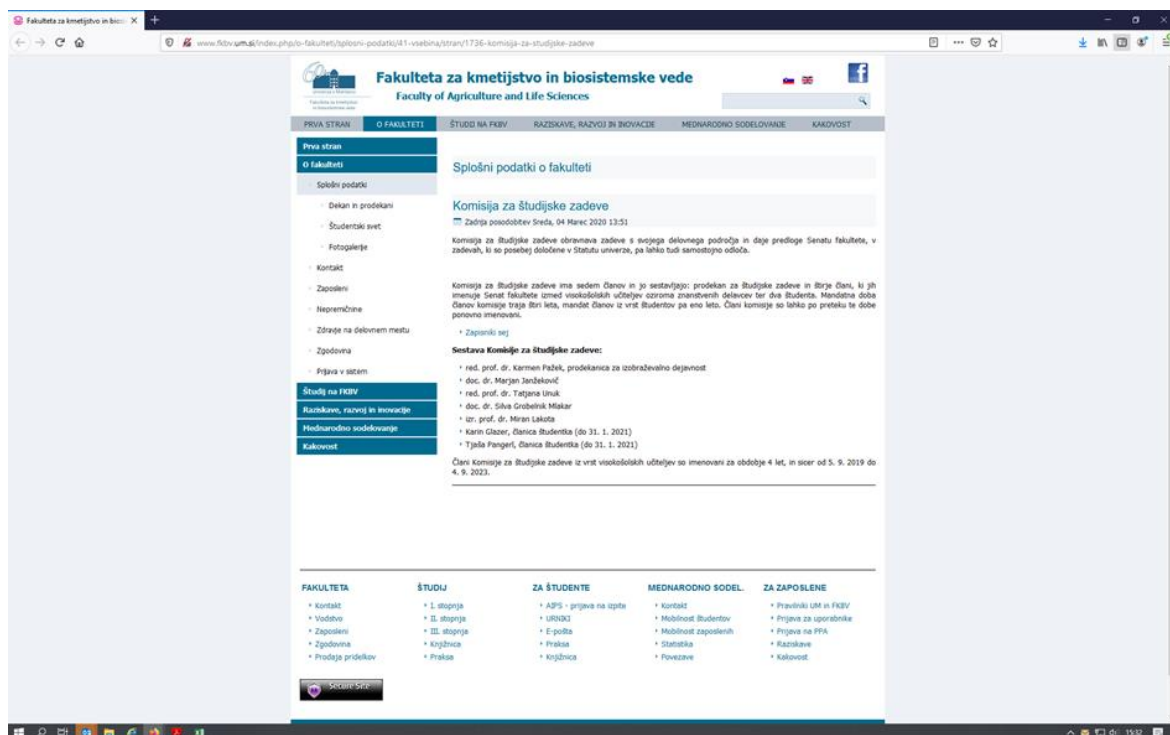 Fakulteta za kmetijstvo in bios
www.fkbv.um.si/index.php/o-fakulteti/splosni-podatki/41-vsebina/stran/1736-komisija-za-studijske-zadeve
Fakulteta za kmetijstvo in biosistemske vede
Faculty of Agriculture and Life Sciences
PRVA STRAN O FAKULTETI ŠTUDIJ NA FKBV RAZISKAVE, RAZVOJ IN INOVACIJE MEDNARODNO SODELOVANJE KAKOVOST
Prva stran
O fakulteti
Splošni podatki
Dekan in prodekani
Študentski svet
Fotogalerije
Kontakt
Zaposleni
Nepremičnine
Zdravje na delovnem mestu
Zgodovina
Prijava v sistem
Študij na FKBV
Raziskave, razvoj in inovacije
Mednarodno sodelovanje
Kakovost
Splošni podatki o fakulteti
Komisija za študijske zadeve
Zadnja posodobitev Sreda, 04 Marec 2020 13:51
Komisija za študijske zadeve obravnava zadeve s svojega delovnega področja in daje predloge Senatu fakultete, v
zadevah, ki so posebej določene v Statutu univerze, pa lahko tudi samostojno odloča.
Komisija za študijske zadeve ima sedem članov in jo sestavljajo: prodekan za študijske zadeve in štirje člani, ki jih
imenuje Senat fakultete izmed visokošolskih učiteljev oziroma znanstvenih delavcev ter dva študenta. Mandatna doba
članov komisije traja štiri leta, mandat članov iz vrst študentov pa eno leto. Člani komisije so lahko po preteku te dobe
ponovno imenovani.
Zapisniki sej
Sestava Komisije za študijske zadeve:
red. prof. dr. Karmen Pažek, prodekanica za izobraževalno dejavnost
doc. dr. Marjan Janžekovič
red. prof. dr. Tatjana Unuk
doc. dr. Silva Grobelnik Mlakar
izr. prof. dr. Miran Lakota
Karin Glazer, članica študentka (do 31. 1. 2021)
Tjaša Pangerl, članica študentka (do 31. 1. 2021)
Člani Komisije za študijske zadeve iz vrst visokošolskih učiteljev so imenovani za obdobje 4 let, in sicer od 5. 9. 2019 do
4. 9. 2023.
FAKULTETA
Kontakt
Vodstvo
Zaposleni
Zgodovina
Prodaja pridelkov
ŠTUDIJ
I. stopnja
II. stopnja
III. stopnja
Knjižnica
Praksa
ZA ŠTUDENTE
AIPS - prijava na izpite
URNIKI
E-pošta
Praksa
Knjižnica
MEDNARODNO SODEL.
Kontakt
Mobilnost študentov
Mobilnost zaposlenih
Statistika
Povezave
ZA ZAPOSLENE
Pravilniki UM in FKBV
Prijava za uporabnike
Prijava na PPA
Raziskave
Kakovost
Secure Site
15:32